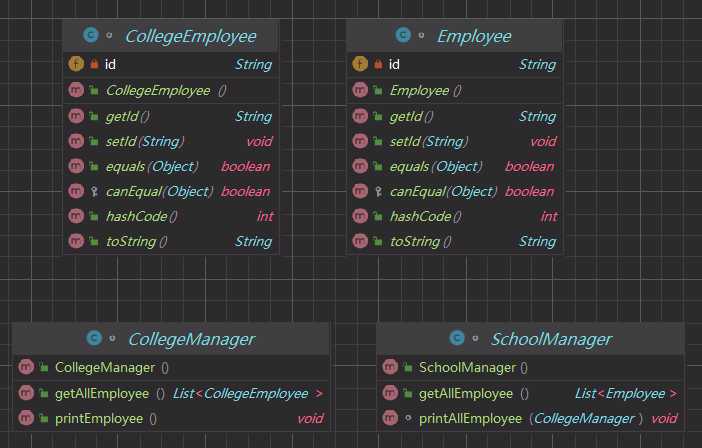 CollegeEmployee
id String
CollegeEmployee ()
getId() String
setId(String) void
equals(Object) boolean
canEqual(Object) boolean
hashCode() int
toString() String
Employee
id String
Employee()
getId() String
setId(String) void
equals(Object) boolean
canEqual(Object) boolean
hashCode() int
toString() String
CollegeManager
CollegeManager ()
getAllEmployee () List<CollegeEmployee >
printEmployee () void
SchoolManager
SchoolManager ()
getAllEmployee () List<Employee >
printAllEmployee (CollegeManager ) void